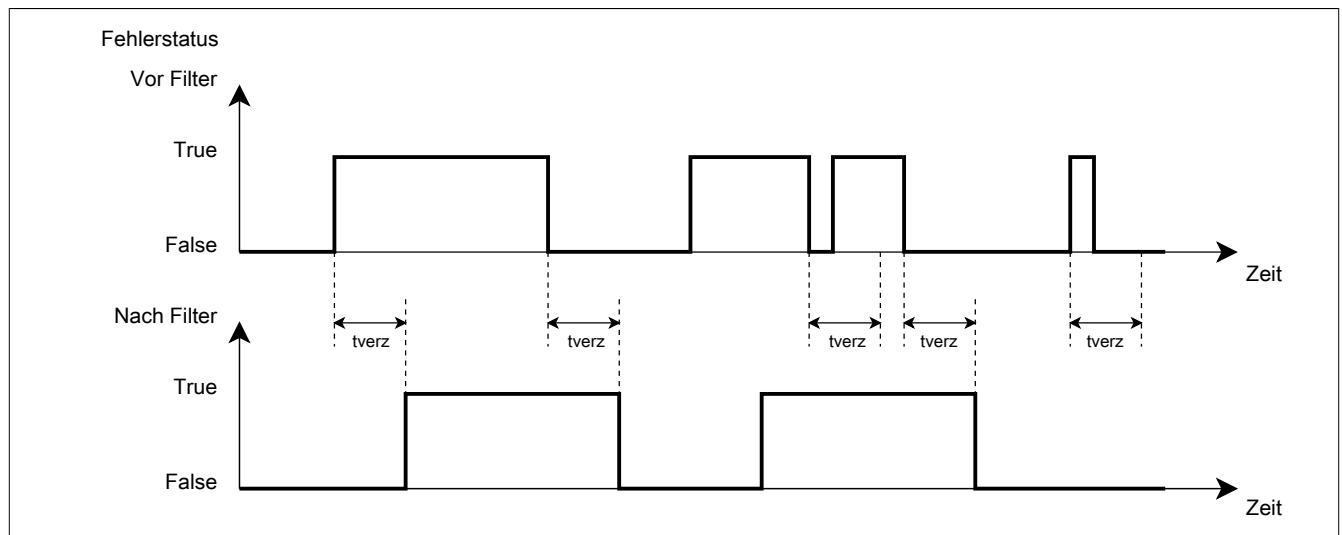 Fehlerstatus
Vor Filter
True
False
Zeit
Nach Filter
tverz
tverz
tverz
tverz
tverz
True
False
Zeit